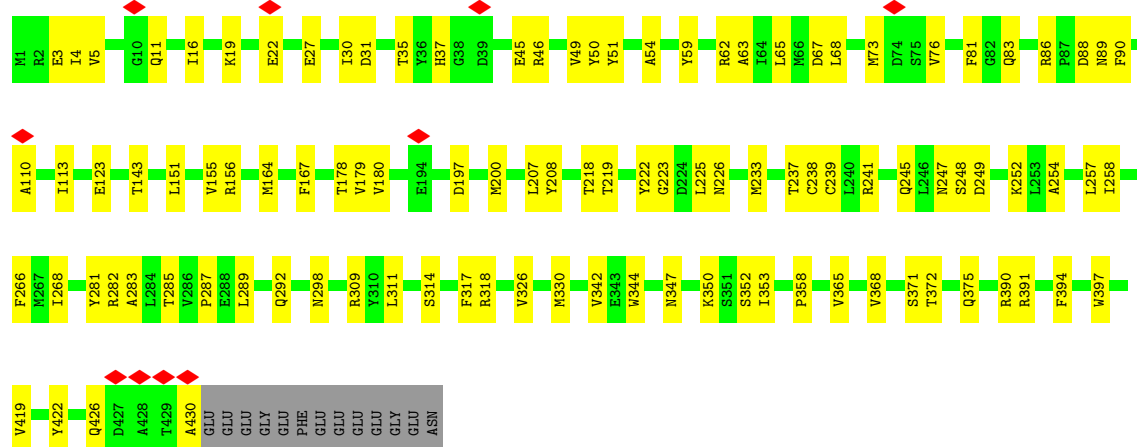 M1 R2 E3 I4 V5 G10 Q11 I16 K19 E22 E27 I30 D31 T35 Y36 H37 G38 D39 E45 R46 V49 Y50 Y51 A54 Y59 R62 A63 I64 L65 M66 D67 L68 M73 D74 S75 V76 F81 G82 Q83 R86 P87 D88 N89 F90
A110 I113 E123 T143 L151 V155 R156 M164 F167 T178 V179 V180 E194 D197 M200 L207 Y208 T218 T219 Y222 G223 D224 L225 N226 M233 T237 C238 C239 L240 R241 Q245 L246 N247 S248 D249 K252 L253 A254 L257 I258
F266 M267 I268 Y281 R282 A283 L284 T285 V286 P287 E288 L289 Q292 N298 R309 Y310 L311 S314 F317 R318 V326 N330 V342 E343 W344 N347 K350 S351 S352 I353 P358 V365 V368 S371 T372 Q375 R390 R391 F394 W397
V419 Y422 Q426 D427 A428 T429 A430 GLU GLU GLU GLY GLU PHE GLU GLU GLU GLU GLY GLU ASN